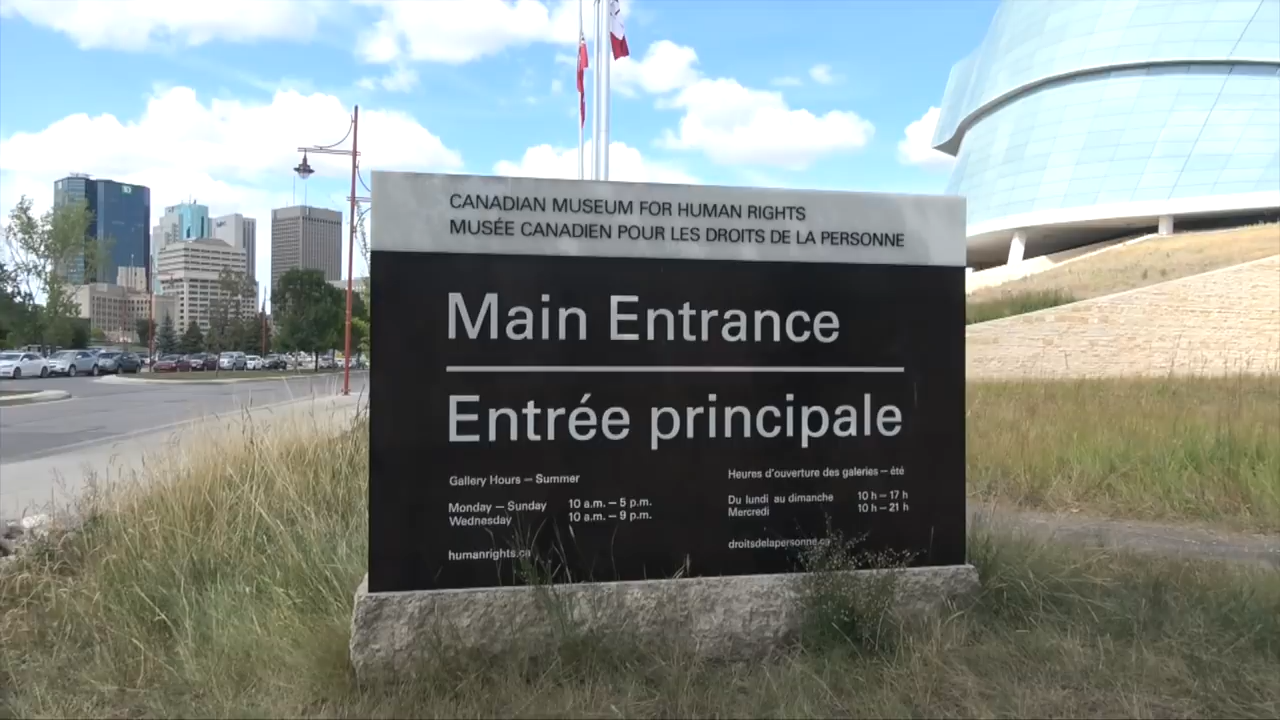 CANADIAN MUSEUM FOR HUMAN RIGHTS
MUSÉE CANADIEN POUR LES DROITS DE LA PERSONNE
Main Entrance
Entrée principale
Gallery Hours – Summer
Monday – Sunday 10 a.m. – 5 p.m.
Wednesday 10 a.m. – 9 p.m.
humanrights.ca
Heures d'ouverture des galeries – été
Du lundi au dimanche 10 h – 17 h
Mercredi 10 h – 21 h
droitsdelapersonne.ca